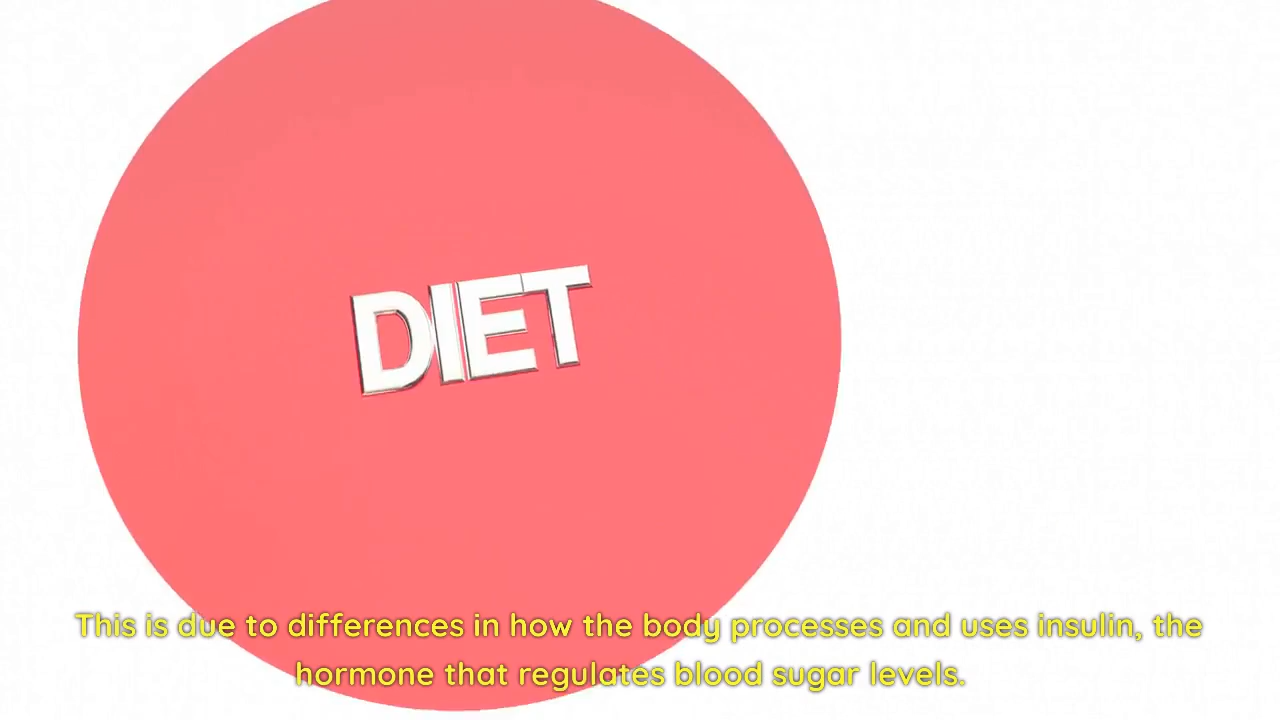 DIET
This is due to differences in how the body processes and uses insulin, the
hormone that regulates blood sugar levels.